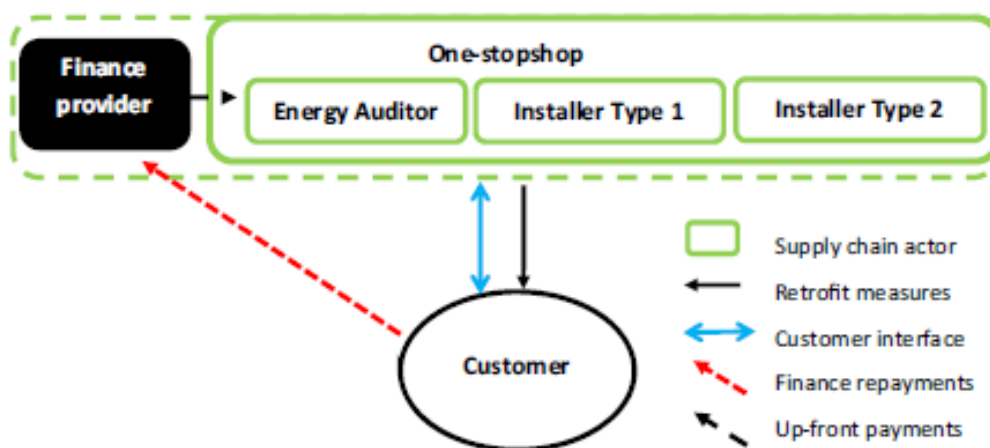 One-stopshop
Finance
provider
Energy Auditor
Installer Type 1
Installer Type 2
Supply chain actor
Retrofit measures
Customer interface
Customer
Finance repayments
Up-front payments